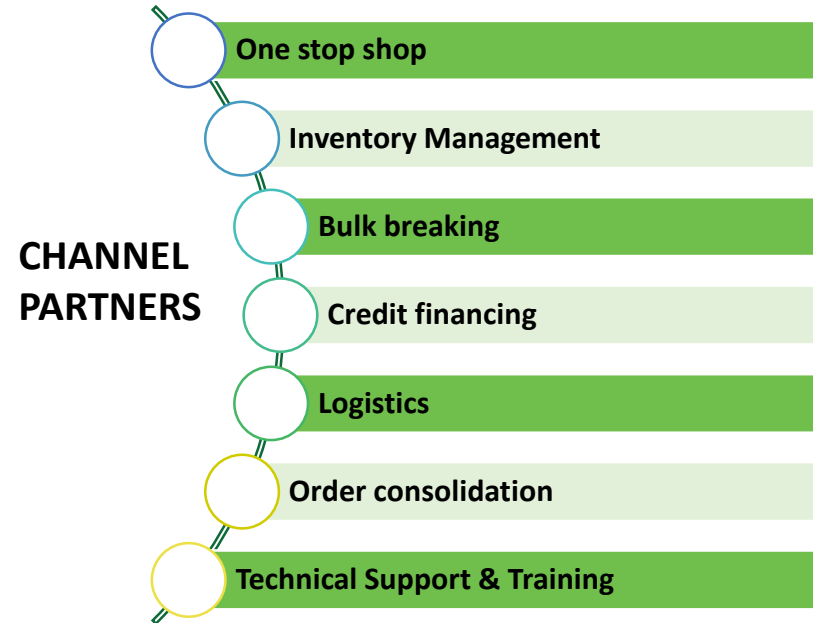 CHANNEL
PARTNERS
One stop shop
Inventory Management
Bulk breaking
Credit financing
Logistics
Order consolidation
Technical Support & Training